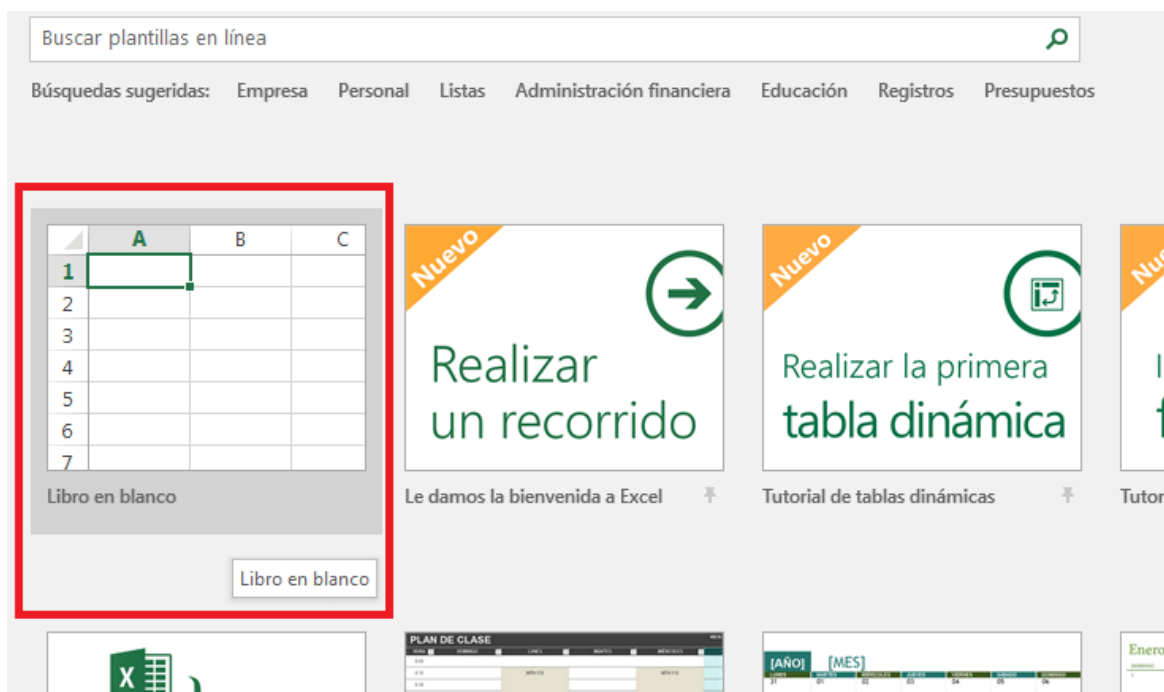 Buscar plantillas en línea
Búsquedas sugeridas: Empresa Personal Listas Administración financiera Educación Registros Presupuestos
A B C
1
2
3
4
5
6
7
Libro en blanco
Libro en blanco
Nuevo
Realizar
un recorrido
Le damos la bienvenida a Excel
Nuevo
Realizar la primera
tabla dinámica
Tutorial de tablas dinámicas
X
PLAN DE CLASE
[AÑO] [MES]